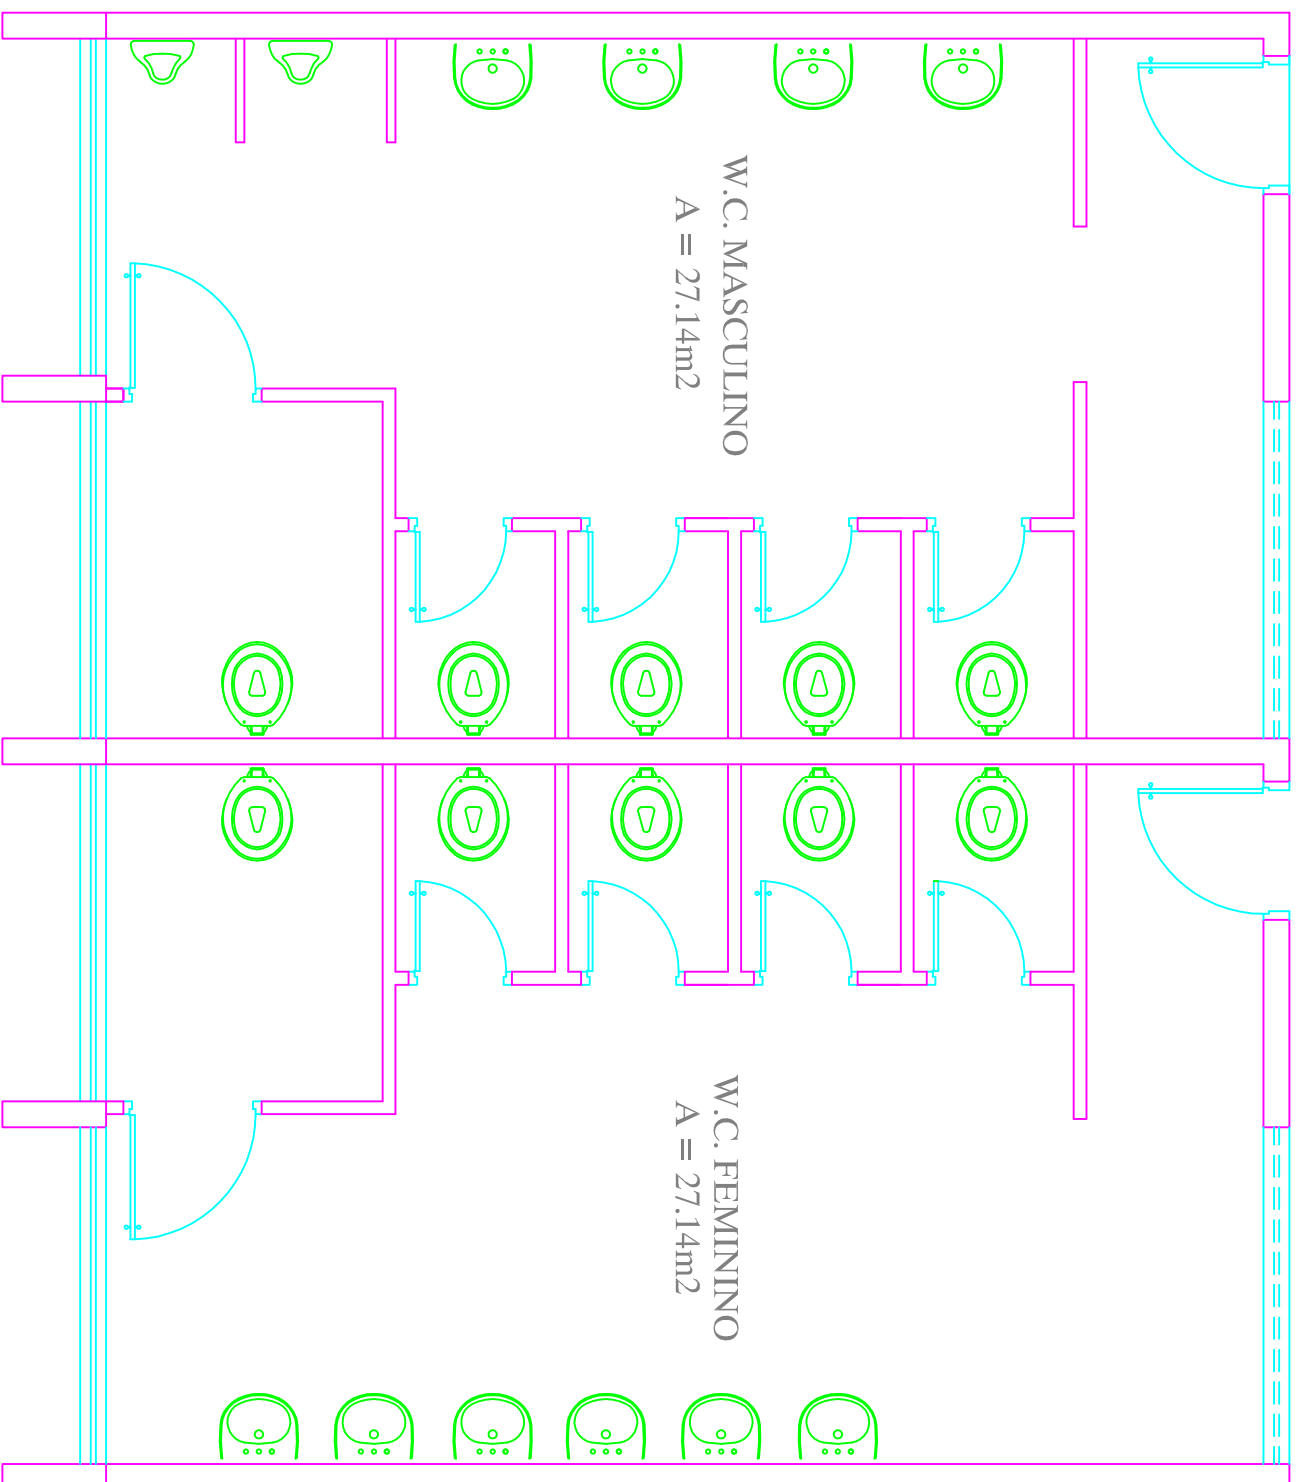 W.C. MASCULINO
A = 27.14m2
W.C. FEMININO
A = 27.14m2